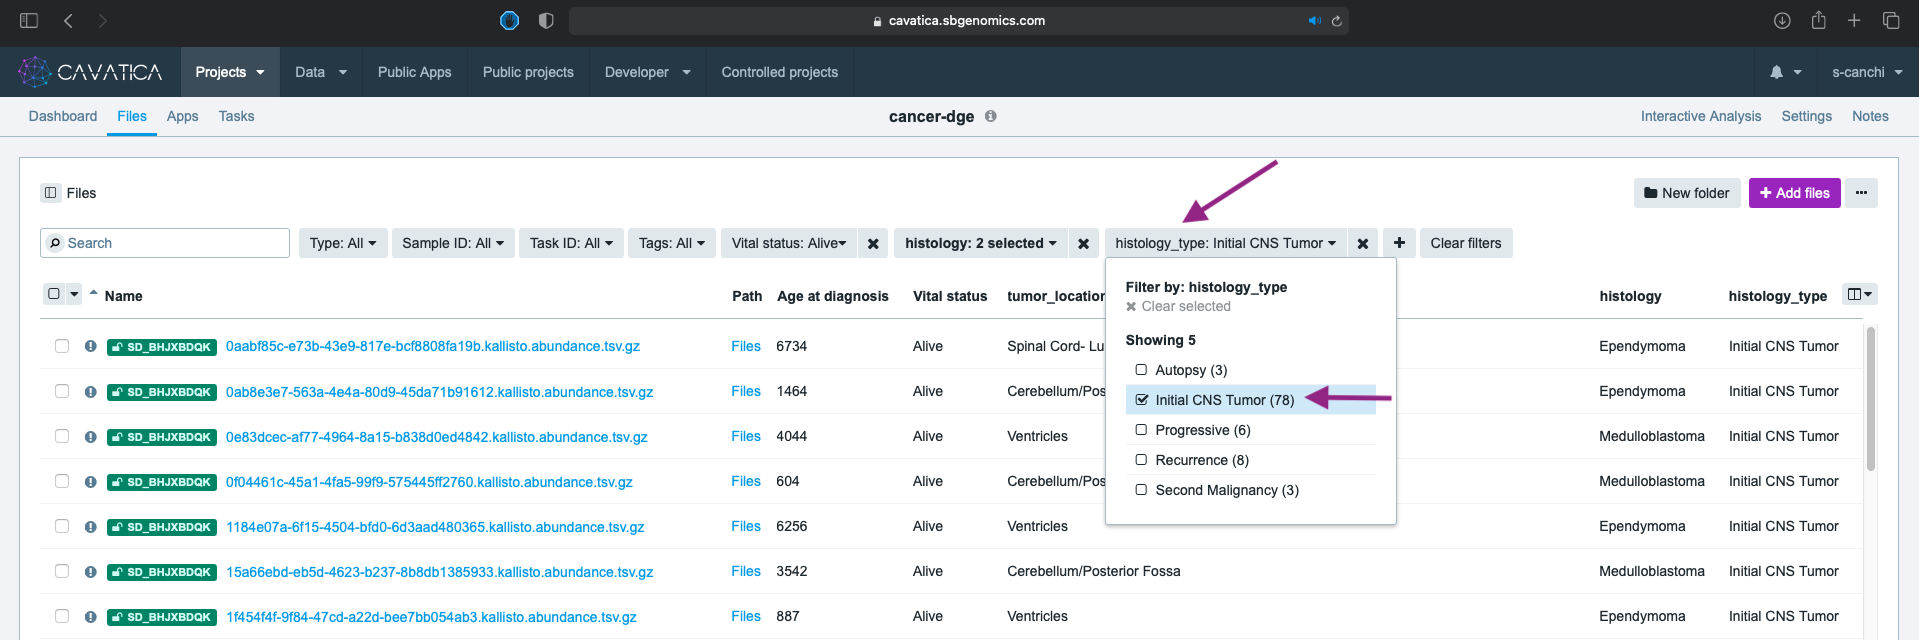 cavatica.sbgenomics.com
CAVATICA Projects Data Public Apps Public projects Developer Controlled projects s-canchi
Dashboard Files Apps Tasks cancer-dge Interactive Analysis Settings Notes
Files New folder + Add files ...
Search Type: All Sample ID: All Task ID: All Tags: All Vital status: Alive histology: 2 selected histology_type: Initial CNS Tumor + Clear filters
Filter by: histology_type
Clear selected
Showing 5
Autopsy (3)
Initial CNS Tumor (78)
Progressive (6)
Recurrence (8)
Second Malignancy (3)
Name Path Age at diagnosis Vital status tumor_location histology histology_type
SD_BHJXBDQK 0aabf85c-e73b-43e9-817e-bcf8808fa19b.kallisto.abundance.tsv.gz Files 6734 Alive Spinal Cord- Lu Ependymoma Initial CNS Tumor
SD_BHJXBDQK 0ab8e3e7-563a-4e4a-80d9-45da71b91612.kallisto.abundance.tsv.gz Files 1464 Alive Cerebellum/Pos Ependymoma Initial CNS Tumor
SD_BHJXBDQK 0e83dcec-af77-4964-8a15-b838d0ed4842.kallisto.abundance.tsv.gz Files 4044 Alive Ventricles Medulloblastoma Initial CNS Tumor
SD_BHJXBDQK 0f04461c-45a1-4fa5-99f9-575445ff2760.kallisto.abundance.tsv.gz Files 604 Alive Cerebellum/Pos Medulloblastoma Initial CNS Tumor
SD_BHJXBDQK 1184e07a-6f15-4504-bfd0-6d3aad480365.kallisto.abundance.tsv.gz Files 6256 Alive Ventricles Ependymoma Initial CNS Tumor
SD_BHJXBDQK 15a66ebd-eb5d-4623-b237-8b8db1385933.kallisto.abundance.tsv.gz Files 3542 Alive Cerebellum/Posterior Fossa Medulloblastoma Initial CNS Tumor
SD_BHJXBDQK 1f454f4f-9f84-47cd-a22d-bee7bb054ab3.kallisto.abundance.tsv.gz Files 887 Alive Ventricles Ependymoma Initial CNS Tumor